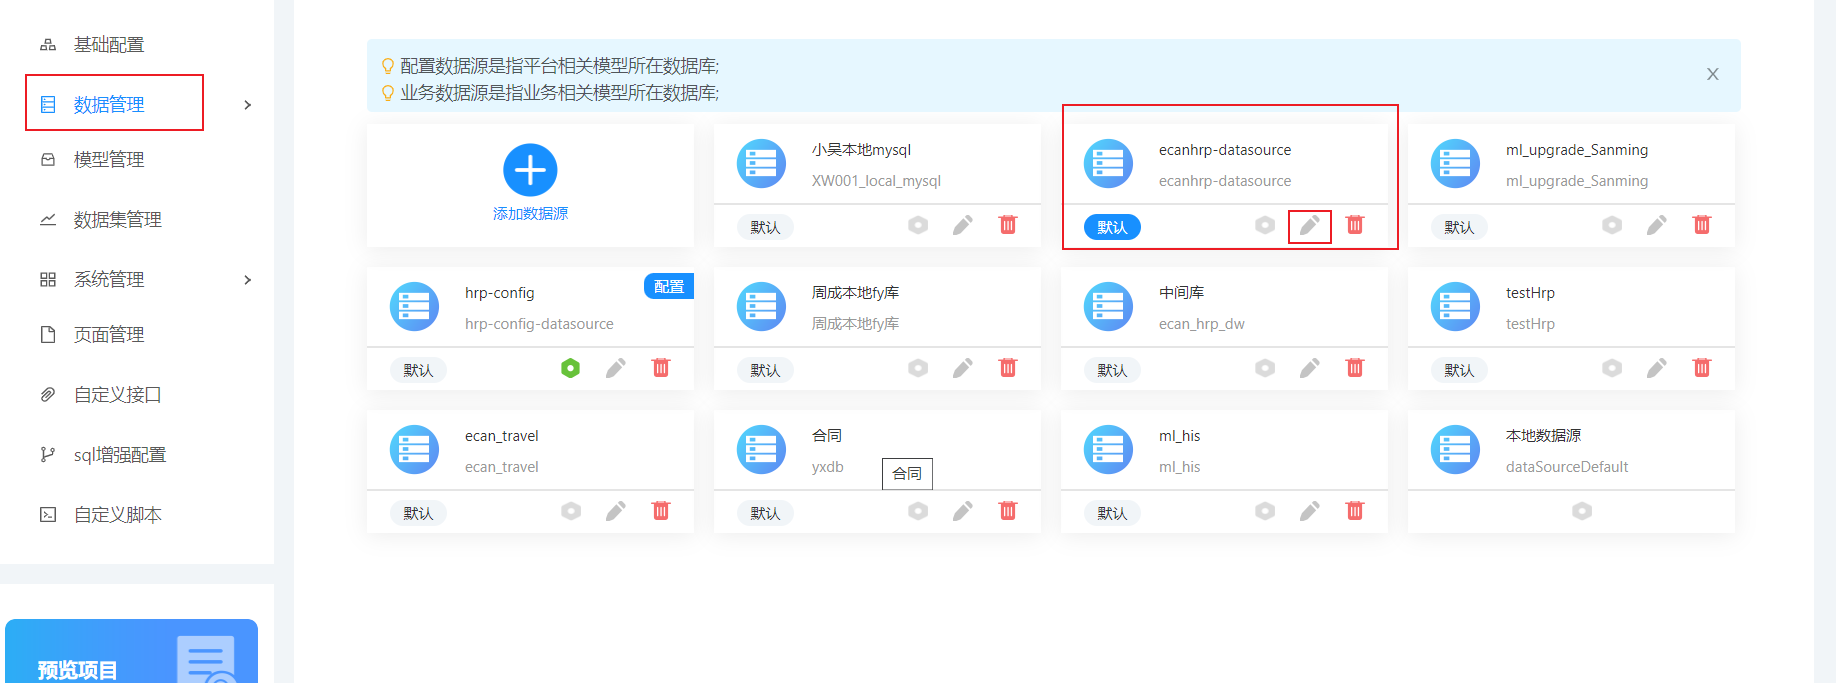 基础配置
数据管理
模型管理
数据集管理
系统管理
页面管理
自定义接口
sql增强配置
自定义脚本
预览项目
配置数据源是指平台相关模型所在数据库;
业务数据源是指业务相关模型所在数据库;
X
添加数据源
小吴本地mysql
XW001_local_mysql
默认
ecanhrp-datasource
ecanhrp-datasource
默认
ml_upgrade_Sanming
ml_upgrade_Sanming
默认
hrp-config
配置
hrp-config-datasource
默认
周成本地fy库
周成本地fy库
默认
中间库
ecan_hrp_dw
默认
testHrp
testHrp
默认
ecan_travel
ecan_travel
默认
合同
yxdb
合同
默认
ml_his
ml_his
默认
本地数据源
dataSourceDefault